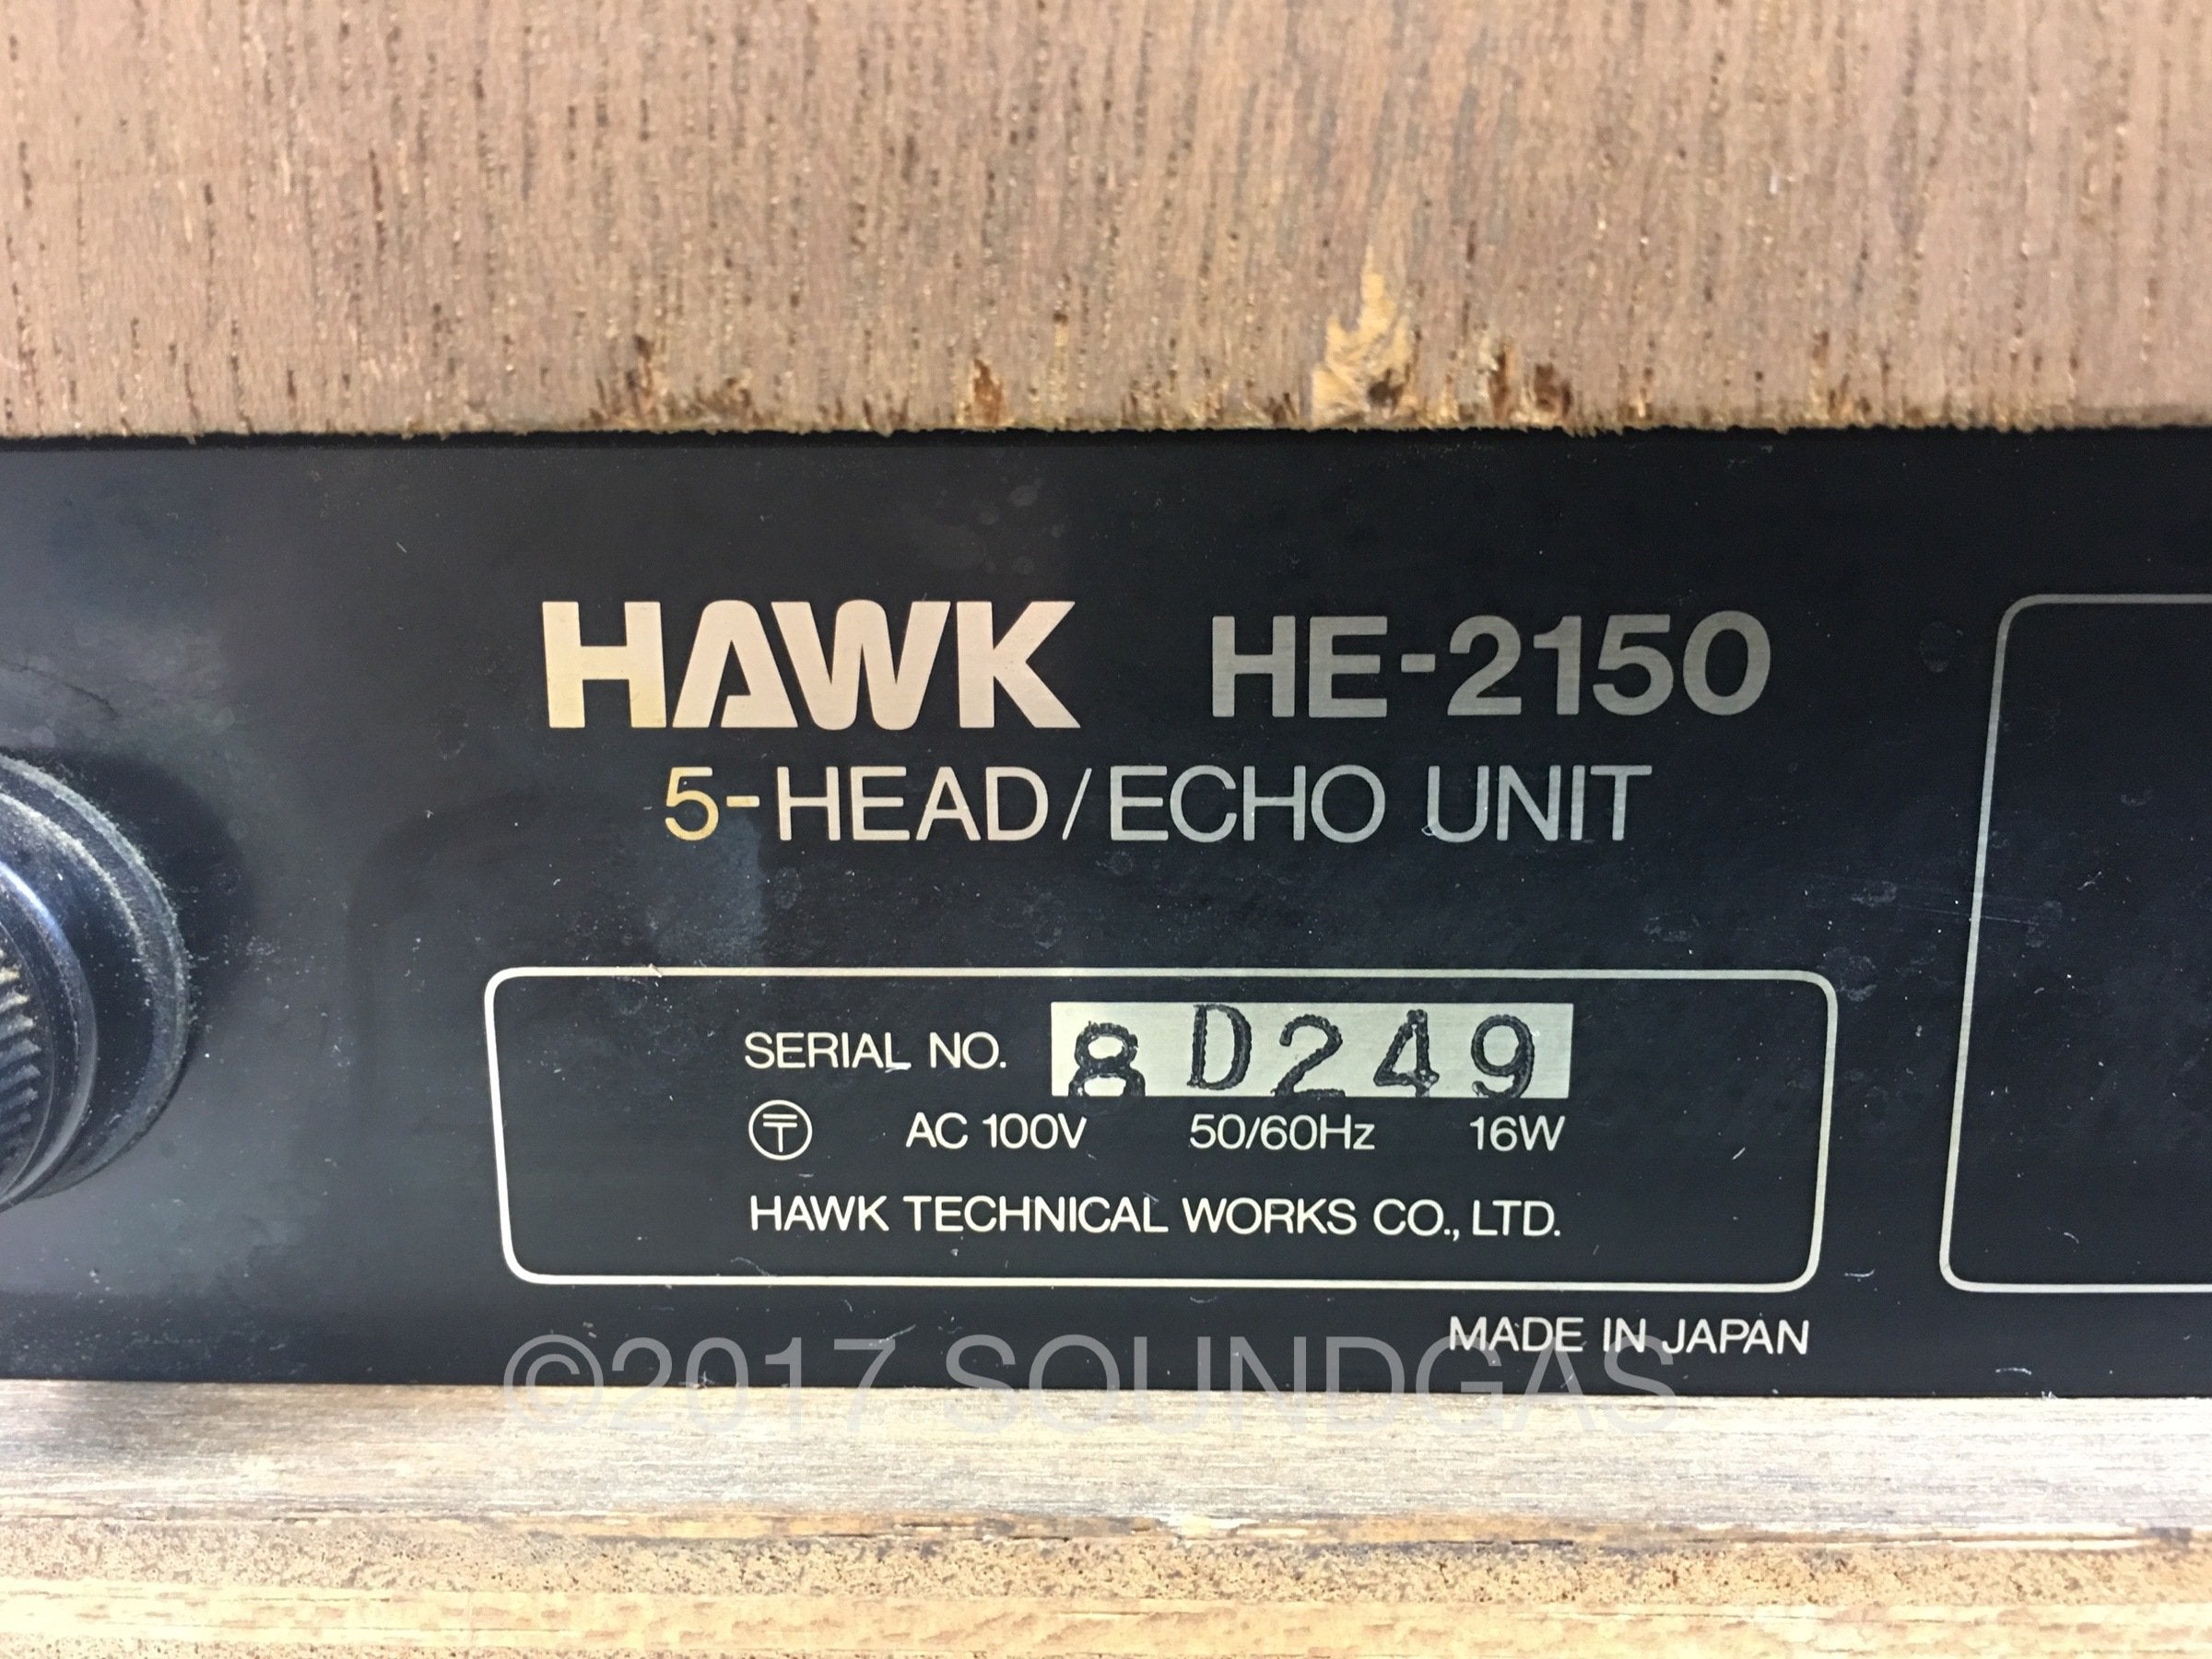 HAWK HE-2150
5-HEAD/ECHO UNIT
SERIAL NO. 8D249
〶 AC 100V 50/60Hz 16W
HAWK TECHNICAL WORKS CO., LTD.
MADE IN JAPAN
©2017 SOUNDGAS